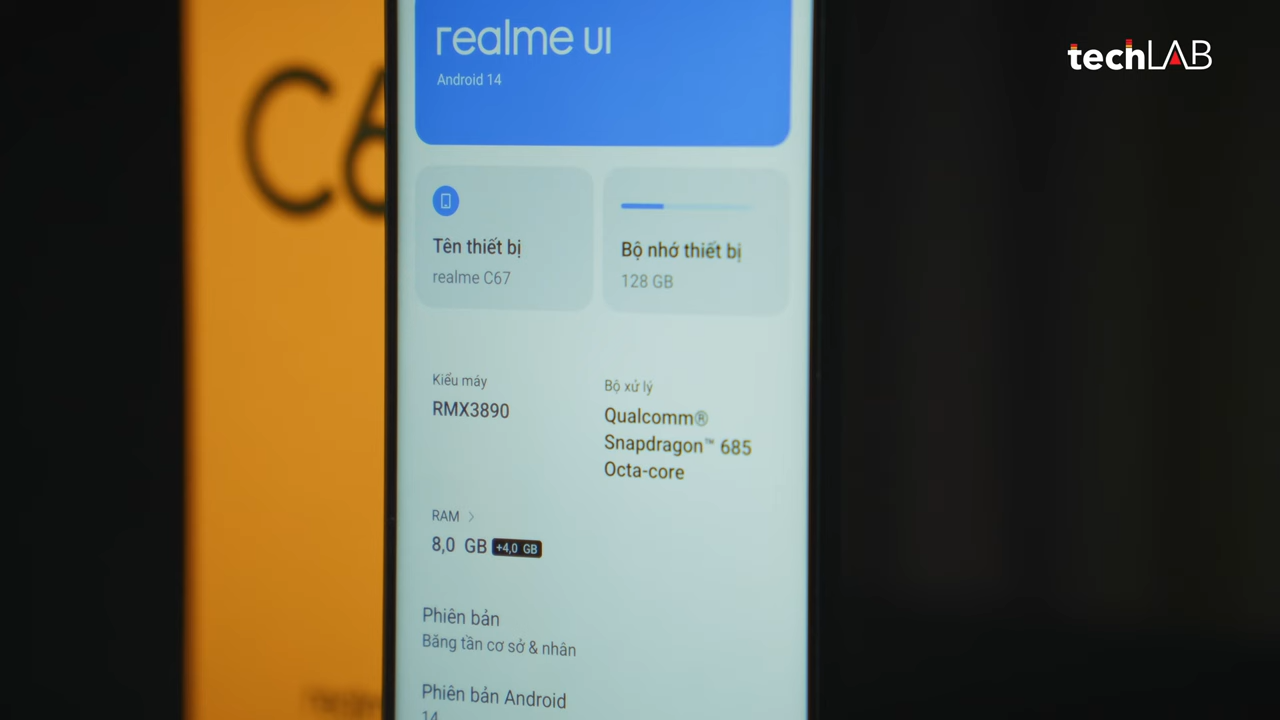 techLAB
C6
realme UI
Android 14
Tên thiết bị
realme C67
Bộ nhớ thiết bị
128 GB
Kiểu máy
RMX3890
Bộ xử lý
Qualcomm®
Snapdragon™ 685
Octa-core
RAM >
8,0 GB +4,0 GB
Phiên bản
Băng tần cơ sở & nhân
Phiên bản Android
14